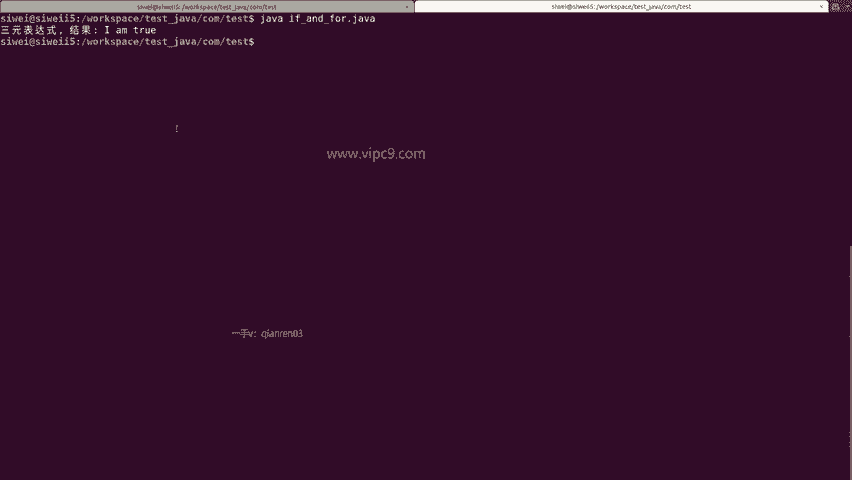 siwei@siweii5: /workspace/test_java/com/test
siwei@siweii5: /workspace/test_java/com/test
siwei@siweii5:/workspace/test_java/com/test$ java if_and_for.java
三元表达式, 结果: I am true
siwei@siweii5:/workspace/test_java/com/test$
www.vipc9.com
一手v: qianren03